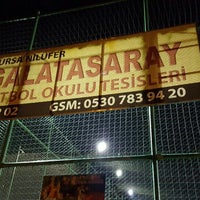 URSA NİLÜFER
GALATASARAY
TBOL OKULU TESİSLERİ
02 GSM: 0530 783 94 20